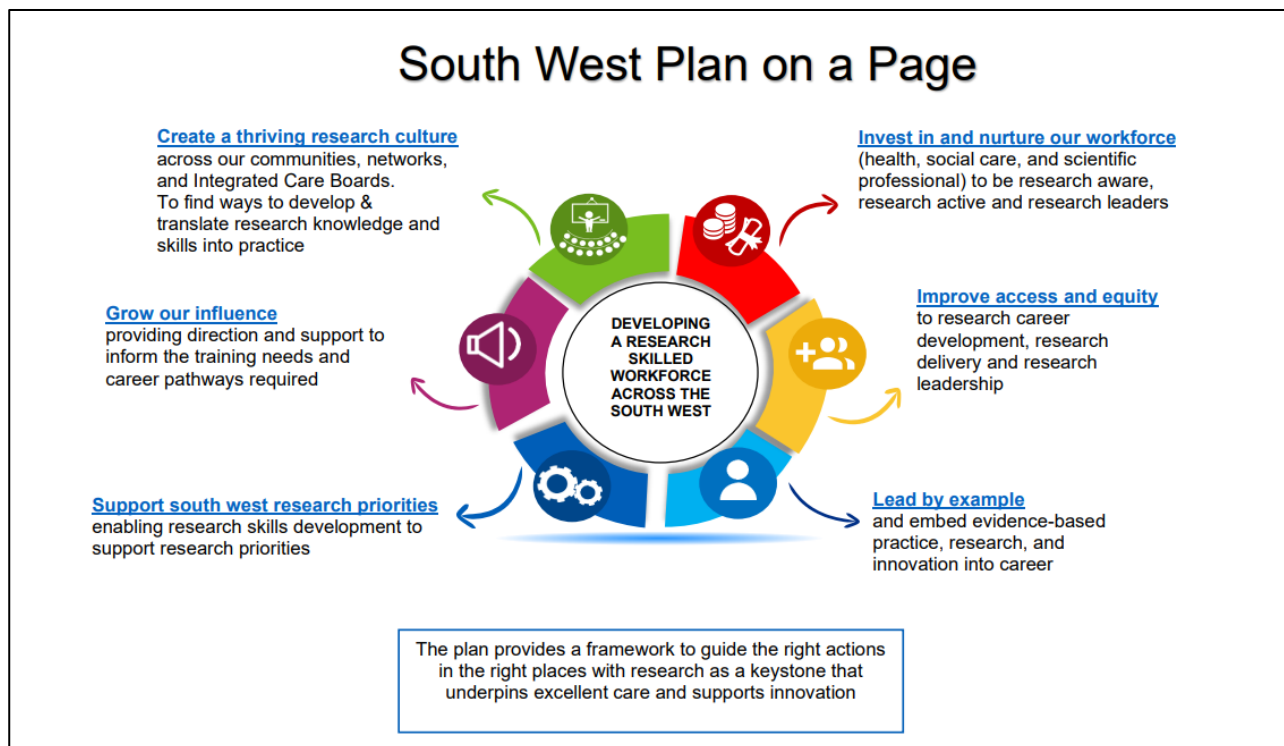 South West Plan on a Page
Create a thriving research culture
across our communities, networks,
and Integrated Care Boards.
To find ways to develop &
translate research knowledge and
skills into practice
Invest in and nurture our workforce
(health, social care, and scientific
professional) to be research aware,
research active and research leaders
Grow our influence
providing direction and support to
inform the training needs and
career pathways required
DEVELOPING
A RESEARCH
SKILLED
WORKFORCE
ACROSS THE
SOUTH WEST
Improve access and equity
to research career
development, research
delivery and research
leadership
Support south west research priorities
enabling research skills development to
support research priorities
Lead by example
and embed evidence-based
practice, research, and
innovation into career
The plan provides a framework to guide the right actions
in the right places with research as a keystone that
underpins excellent care and supports innovation